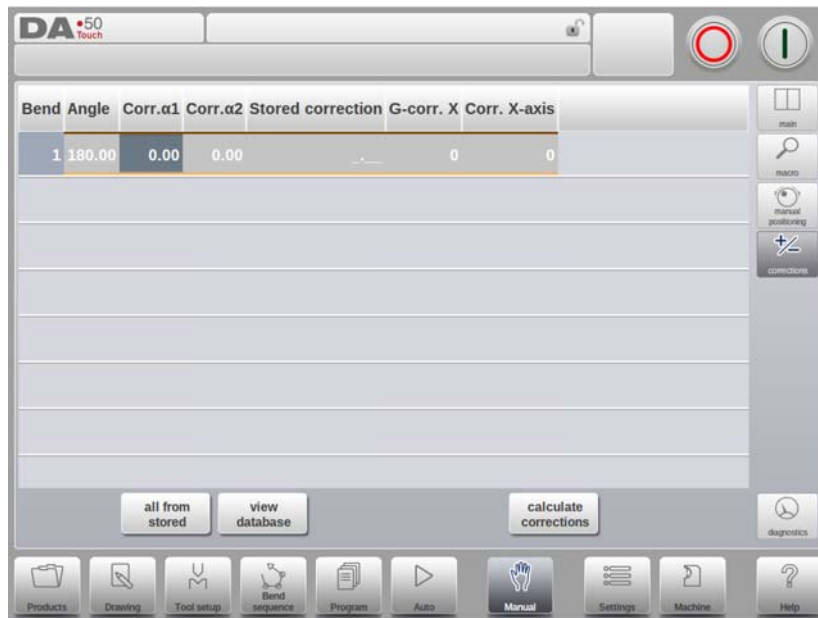 DA•50
Touch
Bend Angle Corr.α1 Corr.α2 Stored correction G-corr. X Corr. X-axis
1 180.00 0.00 0.00 _.__ 0 0
main
macro
manual
positioning
corrections
all from
stored
view
database
calculate
corrections
diagnostics
Products
Drawing
Tool setup
Bend
sequence
Program
Auto
Manual
Settings
Machine
Help